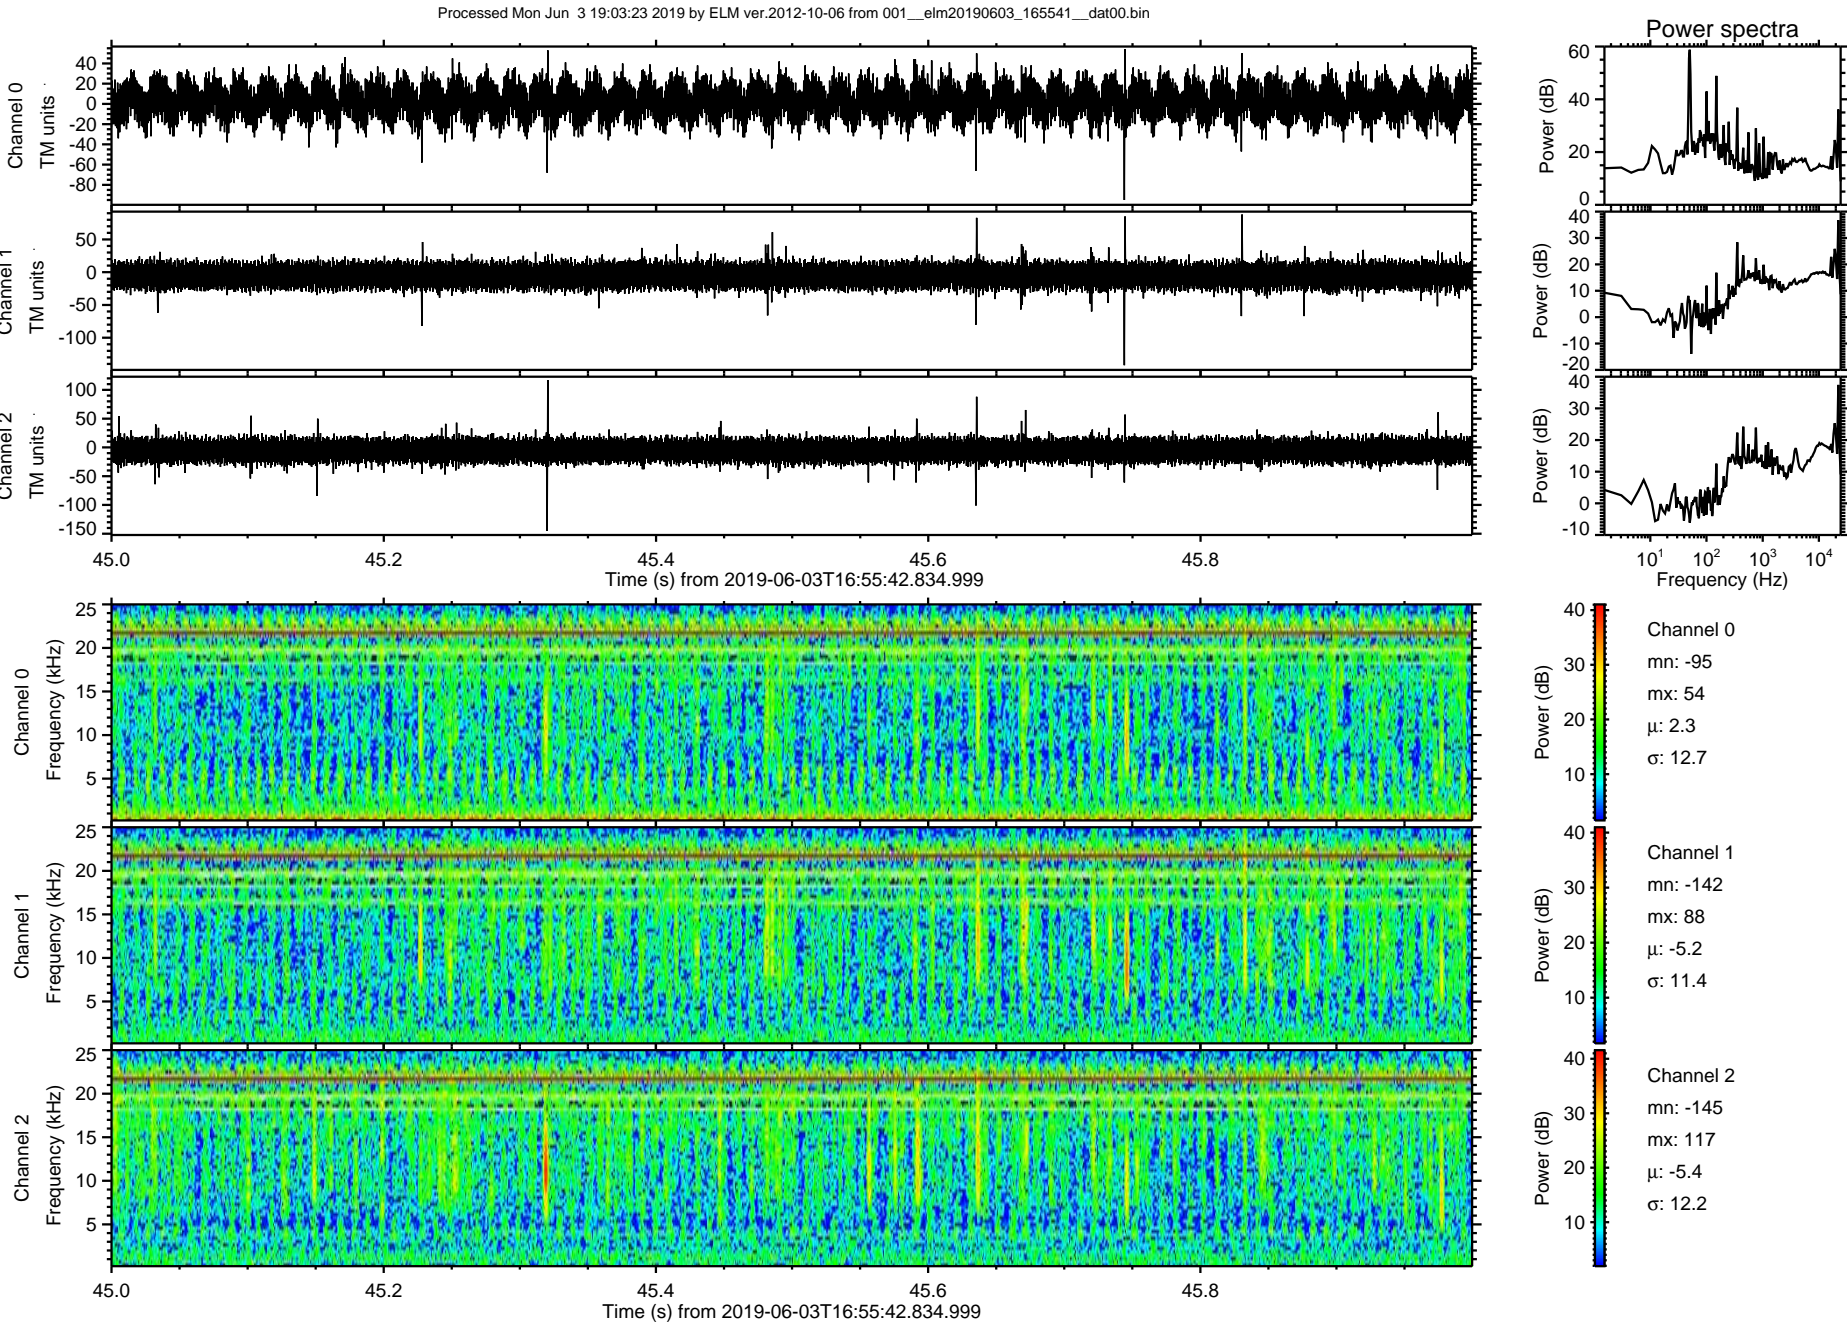 Processed Mon Jun  3 19:03:23 2019 by ELM ver.2012-10-06 from 001__elm20190603_165541__dat00.bin
Power spectra
Channel 0
TM units
40
20
0
-20
-40
-60
-80
Power (dB)
60
40
20
0
Channel 1
TM units
50
0
-50
-100
Power (dB)
40
30
20
10
0
-10
-20
Channel 2
TM units
100
50
0
-50
-100
-150
Power (dB)
40
30
20
10
0
-10
45.0 45.2 45.4 45.6 45.8
Time (s) from 2019-06-03T16:55:42.834.999
10^1 10^2 10^3 10^4
Frequency (Hz)
Channel 0
Frequency (kHz)
25
20
15
10
5
Power (dB)
40
30
20
10
Channel 0
mn: -95
mx: 54
μ: 2.3
σ: 12.7
Channel 1
Frequency (kHz)
25
20
15
10
5
Power (dB)
40
30
20
10
Channel 1
mn: -142
mx: 88
μ: -5.2
σ: 11.4
Channel 2
Frequency (kHz)
25
20
15
10
5
Power (dB)
40
30
20
10
Channel 2
mn: -145
mx: 117
μ: -5.4
σ: 12.2
45.0 45.2 45.4 45.6 45.8
Time (s) from 2019-06-03T16:55:42.834.999